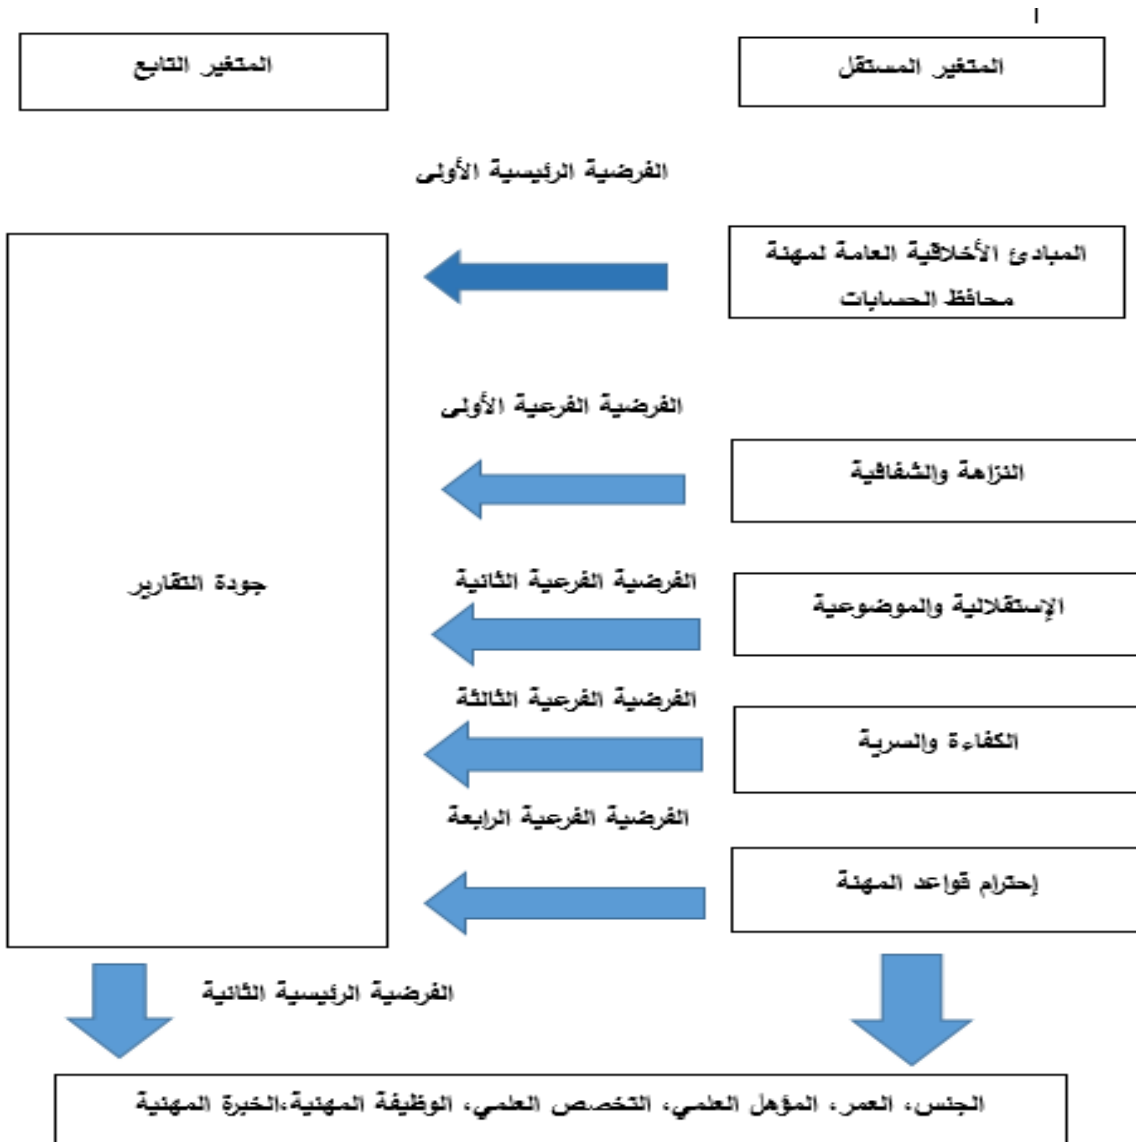 المتغير المستقل
المتغير التابع
الفرضية الرئيسية الأولى
المبادئ الأخلاقية العامة لمهنة
محافظ الحسابات
الفرضية الفرعية الأولى
النزاهة والشفافية
جودة التقارير
الفرضية الفرعية الثانية
الإستقلالية والموضوعية
الفرضية الفرعية الثالثة
الكفاءة والسرية
الفرضية الفرعية الرابعة
إحترام قواعد المهنة
الفرضية الرئيسية الثانية
الجنس، العمر، المؤهل العلمي، التخصص العلمي، الوظيفة المهنية،الخبرة المهنية